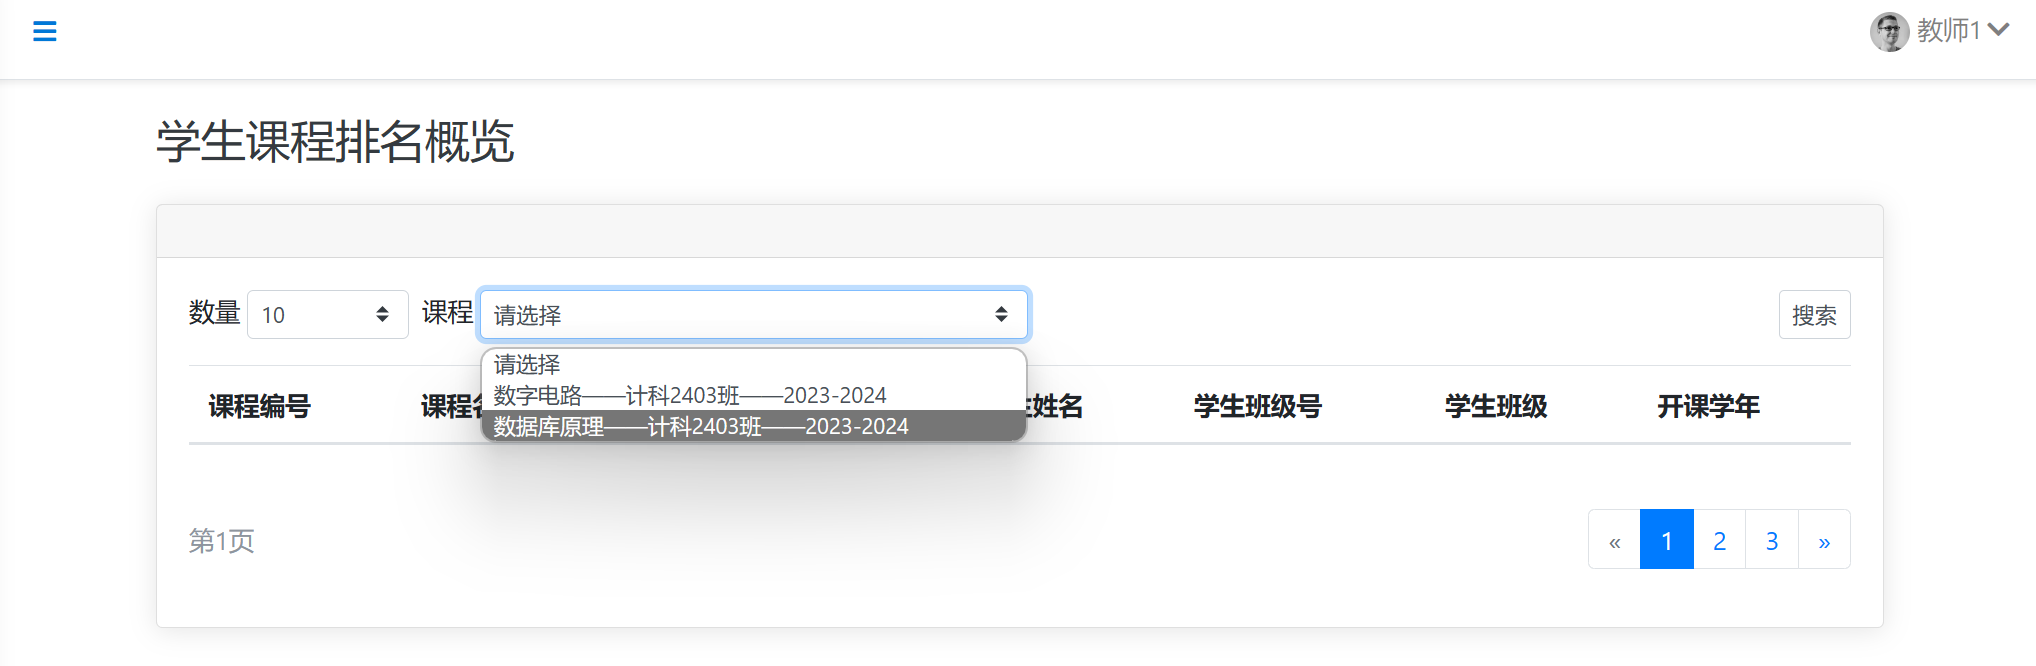 教师1
学生课程排名概览
数量 10 课程 请选择 搜索
请选择
数字电路——计科2403班——2023-2024
数据库原理——计科2403班——2023-2024
课程编号 课程 姓名 学生班级号 学生班级 开课学年
第1页 « 1 2 3 »